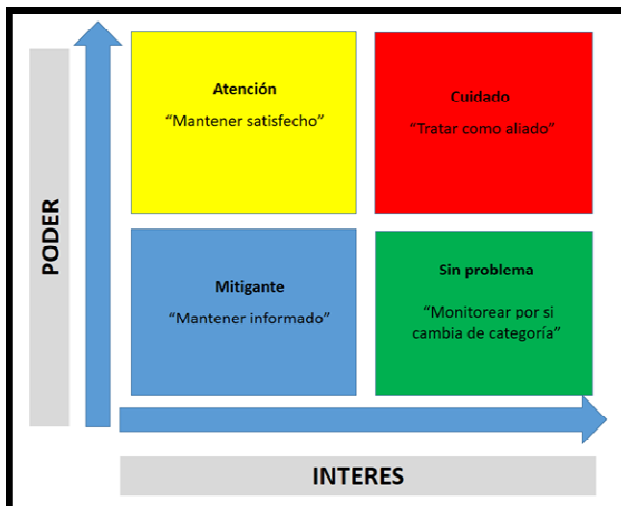 PODER
Atención
“Mantener satisfecho”
Cuidado
“Tratar como aliado”
Mitigante
“Mantener informado”
Sin problema
“Monitorear por si
cambia de categoría”
INTERES